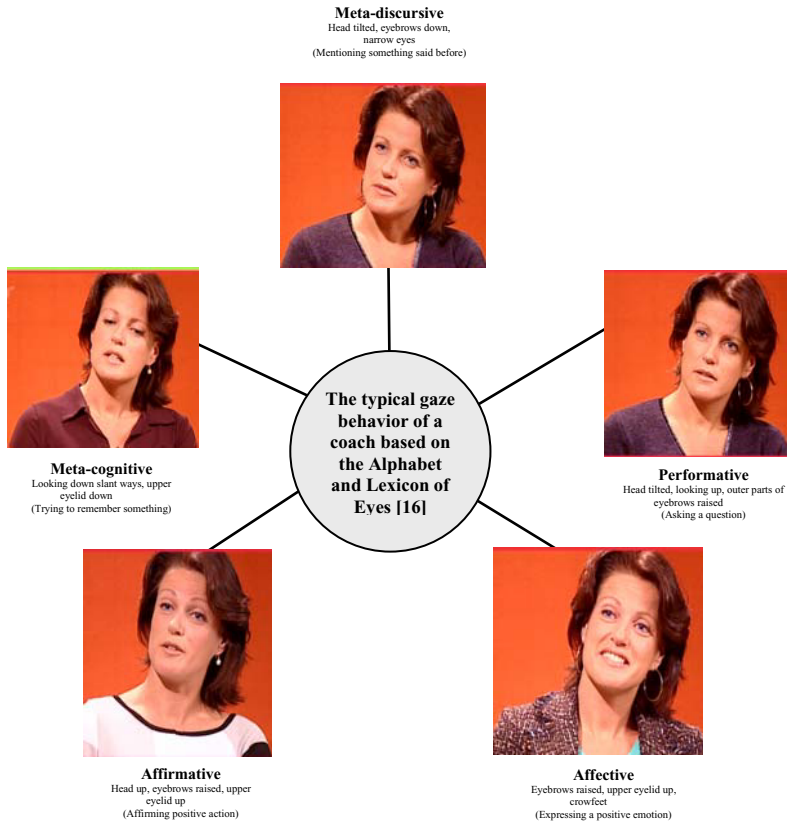 Meta-discursive
Head tilted, eyebrows down,
narrow eyes
(Mentioning something said before)
The typical gaze
behavior of a
coach based on
the Alphabet
and Lexicon of
Eyes [16]
Meta-cognitive
Looking down slant ways, upper
eyelid down
(Trying to remember something)
Performative
Head tilted, looking up, outer parts of
eyebrows raised
(Asking a question)
Affirmative
Head up, eyebrows raised, upper
eyelid up
(Affirming positive action)
Affective
Eyebrows raised, upper eyelid up,
crowfeet
(Expressing a positive emotion)